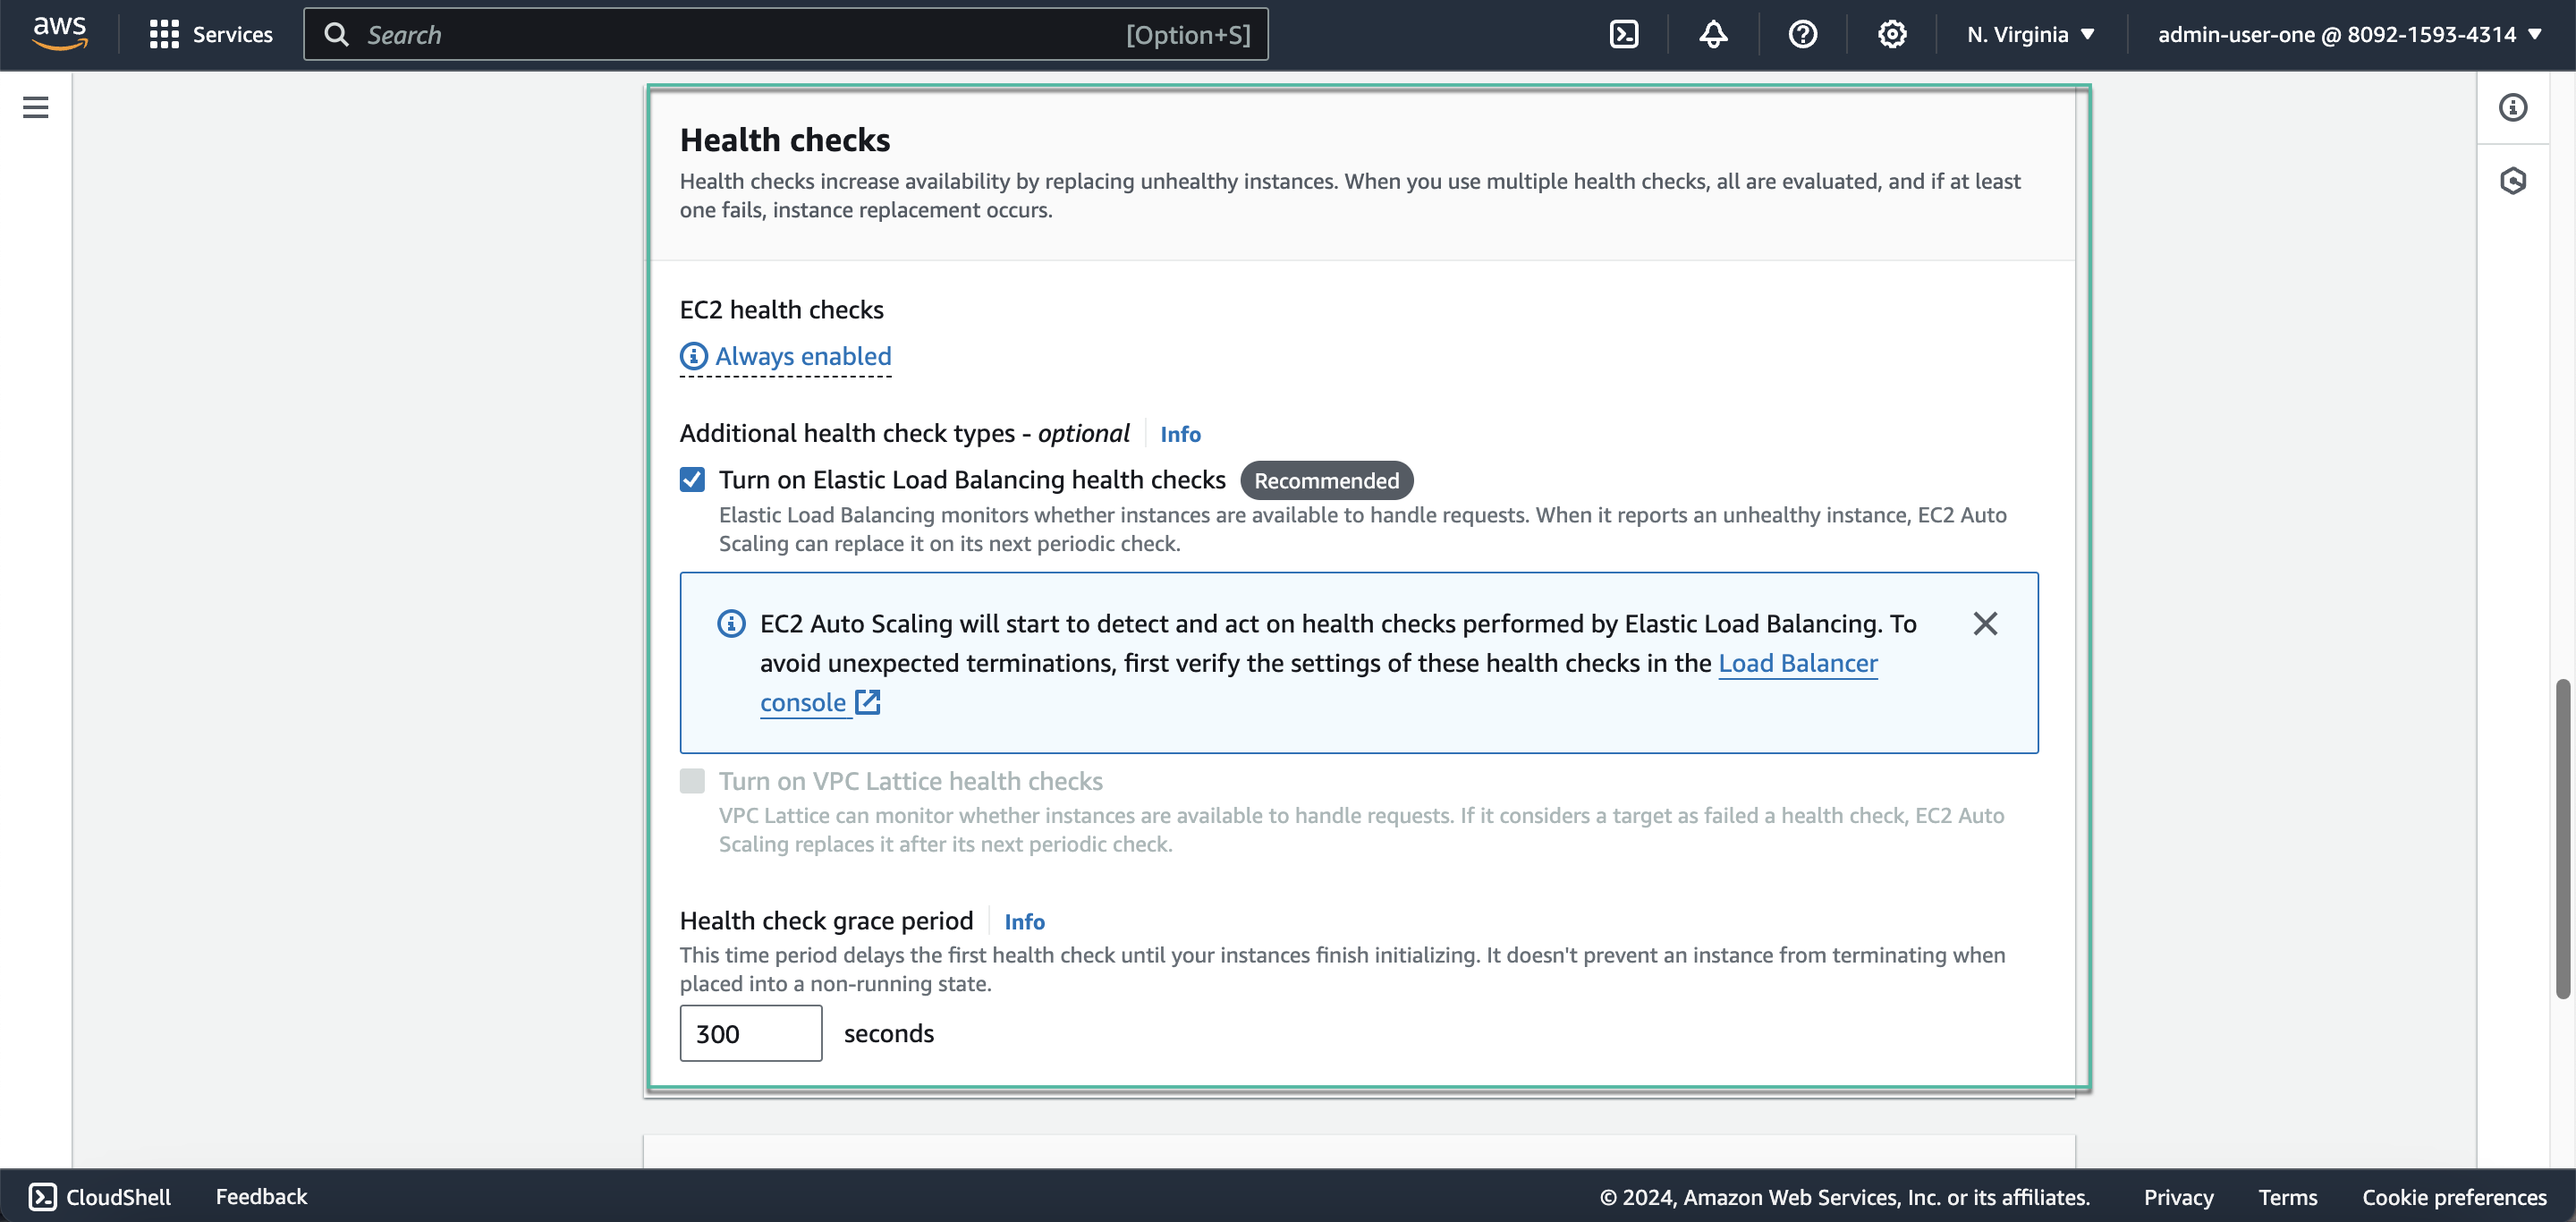 aws
Services
Search
[Option+S]
N. Virginia
admin-user-one @ 8092-1593-4314
Health checks
Health checks increase availability by replacing unhealthy instances. When you use multiple health checks, all are evaluated, and if at least
one fails, instance replacement occurs.
EC2 health checks
Always enabled
Additional health check types - optional
Info
Turn on Elastic Load Balancing health checks
Recommended
Elastic Load Balancing monitors whether instances are available to handle requests. When it reports an unhealthy instance, EC2 Auto
Scaling can replace it on its next periodic check.
EC2 Auto Scaling will start to detect and act on health checks performed by Elastic Load Balancing. To
avoid unexpected terminations, first verify the settings of these health checks in the Load Balancer
console
Turn on VPC Lattice health checks
VPC Lattice can monitor whether instances are available to handle requests. If it considers a target as failed a health check, EC2 Auto
Scaling replaces it after its next periodic check.
Health check grace period
Info
This time period delays the first health check until your instances finish initializing. It doesn't prevent an instance from terminating when
placed into a non-running state.
300
seconds
CloudShell
Feedback
© 2024, Amazon Web Services, Inc. or its affiliates.
Privacy
Terms
Cookie preferences